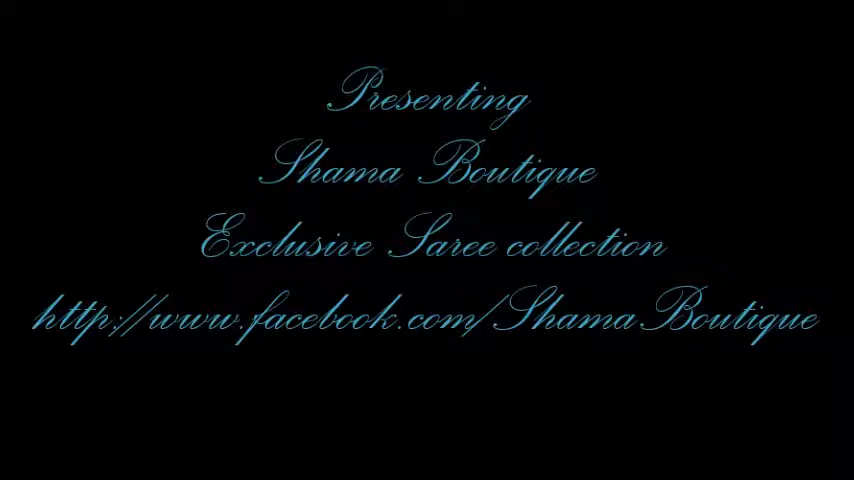 Presenting
Shama Boutique
Exclusive Saree collection
http://www.facebook.com/ShamaBoutique